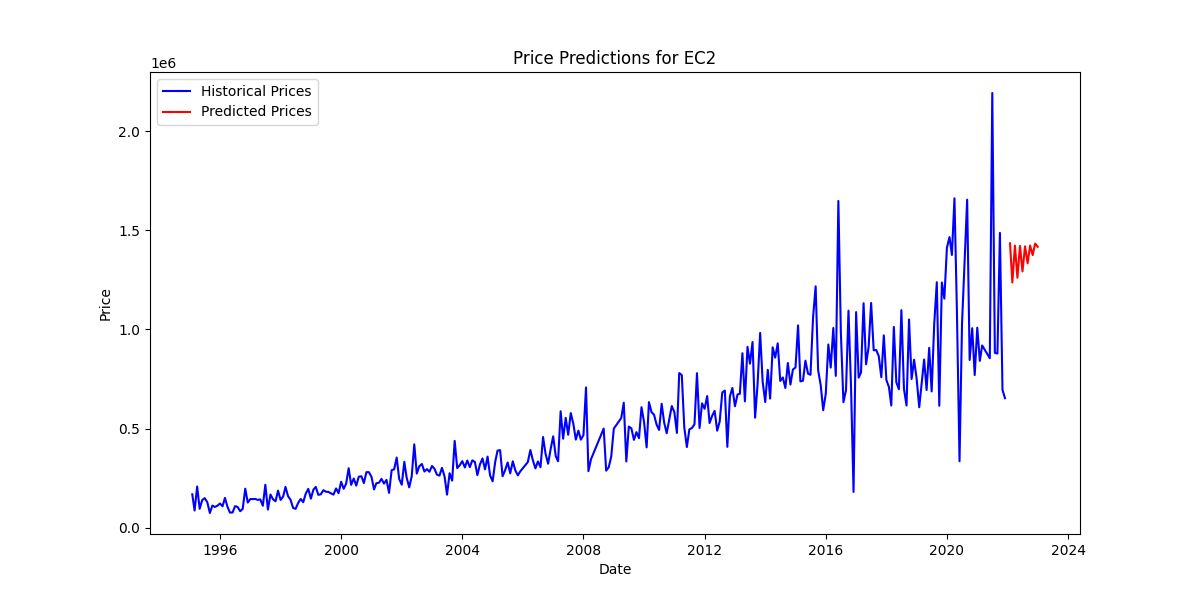 Price Predictions for EC2
1e6
Historical Prices
Predicted Prices
2.0
1.5
1.0
0.5
0.0
Price
1996 2000 2004 2008 2012 2016 2020 2024
Date